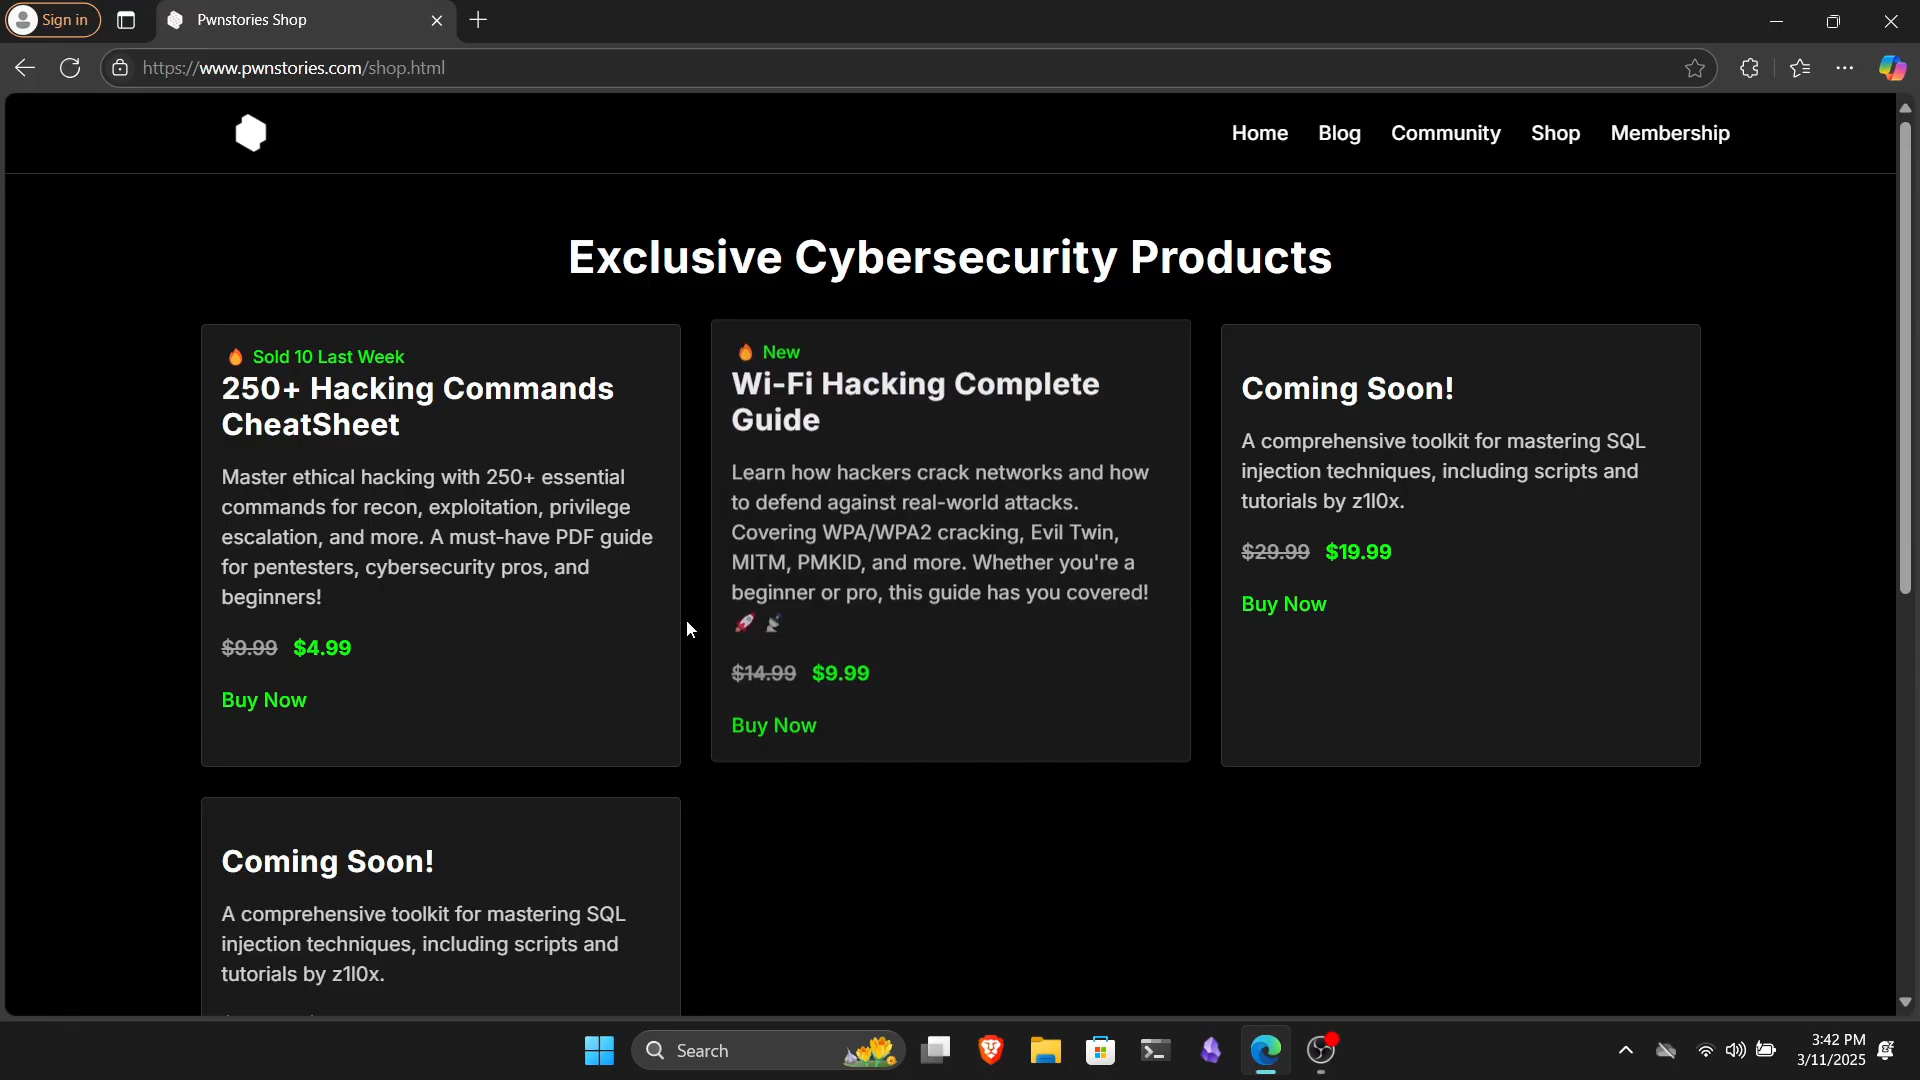 Sign in
Pwnstories Shop
https://www.pwnstories.com/shop.html
Home Blog Community Shop Membership
Exclusive Cybersecurity Products
🔥 Sold 10 Last Week
250+ Hacking Commands
CheatSheet
Master ethical hacking with 250+ essential
commands for recon, exploitation, privilege
escalation, and more. A must-have PDF guide
for pentesters, cybersecurity pros, and
beginners!
$9.99 $4.99
Buy Now
🔥 New
Wi-Fi Hacking Complete
Guide
Learn how hackers crack networks and how
to defend against real-world attacks.
Covering WPA/WPA2 cracking, Evil Twin,
MITM, PMKID, and more. Whether you're a
beginner or pro, this guide has you covered!
🚀 📡
$14.99 $9.99
Buy Now
Coming Soon!
A comprehensive toolkit for mastering SQL
injection techniques, including scripts and
tutorials by z1l0x.
$29.99 $19.99
Buy Now
Coming Soon!
A comprehensive toolkit for mastering SQL
injection techniques, including scripts and
tutorials by z1l0x.
Search
3:42 PM
3/11/2025